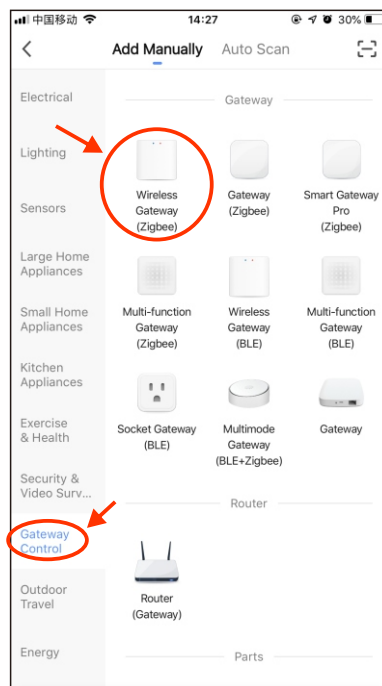 中国移动 14:27 30%
Add Manually Auto Scan
Electrical
Lighting
Sensors
Large Home
Appliances
Small Home
Appliances
Kitchen
Appliances
Exercise
& Health
Security &
Video Surv...
Gateway
Control
Outdoor
Travel
Energy
Gateway
Wireless
Gateway
(Zigbee)
Gateway
(Zigbee)
Smart Gateway
Pro
(Zigbee)
Multi-function
Gateway
(Zigbee)
Wireless
Gateway
(BLE)
Multi-function
Gateway
(BLE)
Socket Gateway
(BLE)
Multimode
Gateway
(BLE+Zigbee)
Gateway
Router
Router
(Gateway)
Parts